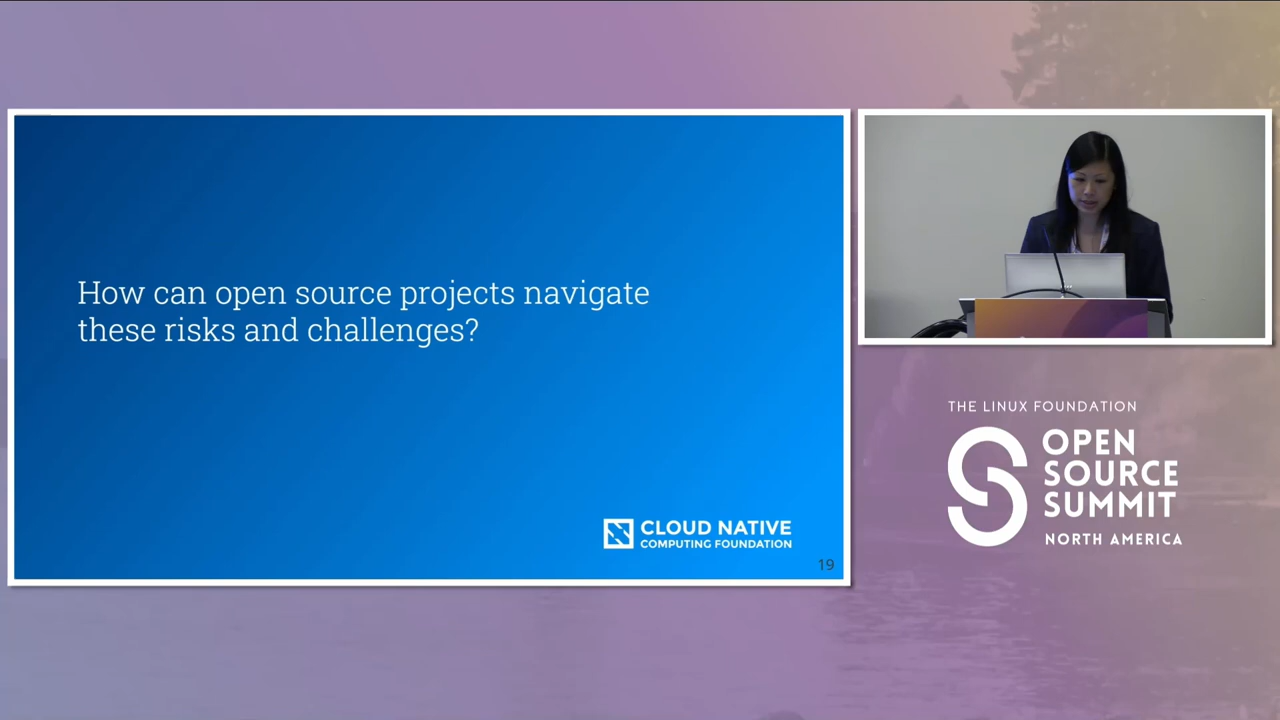 How can open source projects navigate
these risks and challenges?
CLOUD NATIVE
COMPUTING FOUNDATION
19
THE LINUX FOUNDATION
OPEN
SOURCE
SUMMIT
NORTH AMERICA